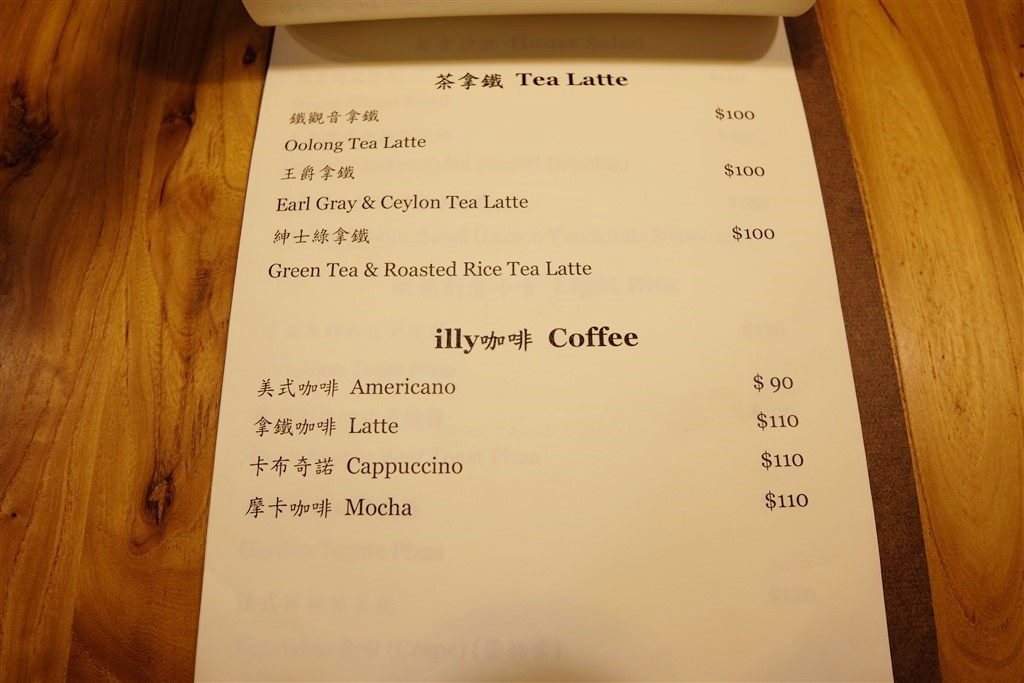 茶拿鐵 Tea Latte
鐵觀音拿鐵 $100
Oolong Tea Latte
王爵拿鐵 $100
Earl Gray & Ceylon Tea Latte
紳士綠拿鐵 $100
Green Tea & Roasted Rice Tea Latte
illy咖啡 Coffee
美式咖啡 Americano $ 90
拿鐵咖啡 Latte $110
卡布奇諾 Cappuccino $110
摩卡咖啡 Mocha $110